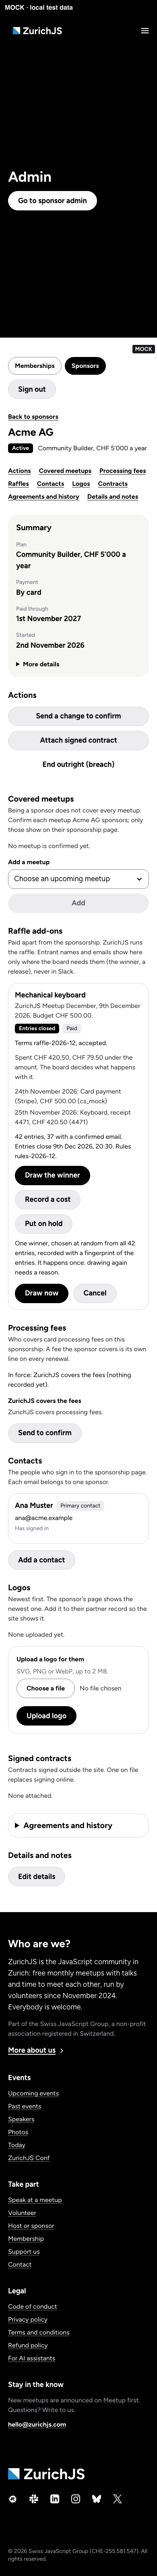 MOCK · local test data
ZurichJS
Admin
Go to sponsor admin
MOCK
Memberships
Sponsors
Sign out
Back to sponsors
Acme AG
Active
Community Builder, CHF 5'000 a year
Actions
Covered meetups
Processing fees
Raffles
Contacts
Logos
Contracts
Agreements and history
Details and notes
Summary
Plan
Community Builder, CHF 5'000 a
year
Payment
By card
Paid through
1st November 2027
Started
2nd November 2026
More details
Actions
Send a change to confirm
Attach signed contract
End outright (breach)
Covered meetups
Being a sponsor does not cover every meetup.
Confirm each meetup Acme AG sponsors; only
those show on their sponsorship page.
No meetup is confirmed yet.
Add a meetup
Choose an upcoming meetup
Add
Raffle add-ons
Paid apart from the sponsorship. ZurichJS runs
the raffle. Entrant names and emails show here
only where the board needs them (the winner, a
release), never in Slack.
Mechanical keyboard
ZurichJS Meetup December, 9th December
2026. Budget CHF 500.00.
Entries closed
Paid
Terms raffle-2026-12, accepted.
Spent CHF 420.50, CHF 79.50 under the
amount. The board decides what happens
with it.
24th November 2026: Card payment
(Stripe), CHF 500.00 (cs_mock)
25th November 2026: Keyboard, receipt
4471, CHF 420.50 (4471)
42 entries, 37 with a confirmed email.
Entries close 9th Dec 2026, 20:30. Rules
rules-2026-12.
Draw the winner
Record a cost
Put on hold
One winner, chosen at random from all 42
entries, recorded with a fingerprint of the
entries. It happens once: drawing again
needs a reason.
Draw now
Cancel
Processing fees
Who covers card processing fees on this
sponsorship. A fee the sponsor covers is its own
line on every renewal.
In force: ZurichJS covers the fees (nothing
recorded yet).
ZurichJS covers the fees
ZurichJS covers processing fees.
Send to confirm
Contacts
The people who sign in to the sponsorship page.
Each email belongs to one sponsor.
Ana Muster
Primary contact
ana@acme.example
Has signed in
Add a contact
Logos
Newest first. The sponsor's page shows the
newest one. Add it to their partner record so the
site shows it.
None uploaded yet.
Upload a logo for them
SVG, PNG or WebP, up to 2 MB.
Choose a file
No file chosen
Upload logo
Signed contracts
Contracts signed outside the site. One on file
replaces signing online.
None attached.
Agreements and history
Details and notes
Edit details
Who are we?
ZurichJS is the JavaScript community in
Zurich: free monthly meetups with talks
and time to meet each other, run by
volunteers since November 2024.
Everybody is welcome.
Part of the Swiss JavaScript Group, a non-profit
association registered in Switzerland.
More about us
Events
Upcoming events
Past events
Speakers
Photos
Today
ZurichJS Conf
Take part
Speak at a meetup
Volunteer
Host or sponsor
Membership
Support us
Contact
Legal
Code of conduct
Privacy policy
Terms and conditions
Refund policy
For AI assistants
Stay in the know
New meetups are announced on Meetup first.
Questions? Write to us.
hello@zurichjs.com
ZurichJS
© 2026 Swiss JavaScript Group (CHE-255.581.547). All
rights reserved.